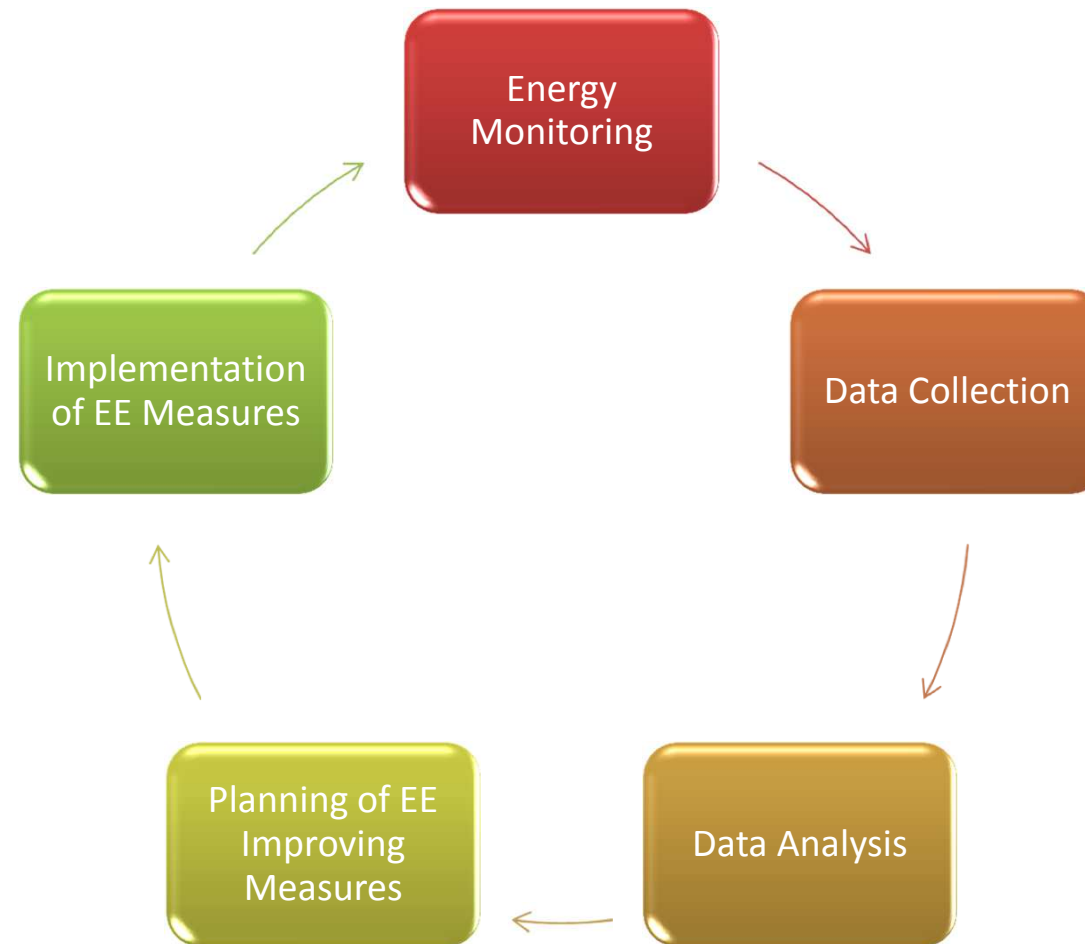 Energy
Monitoring
Data Collection
Data Analysis
Planning of EE
Improving
Measures
Implementation
of EE Measures